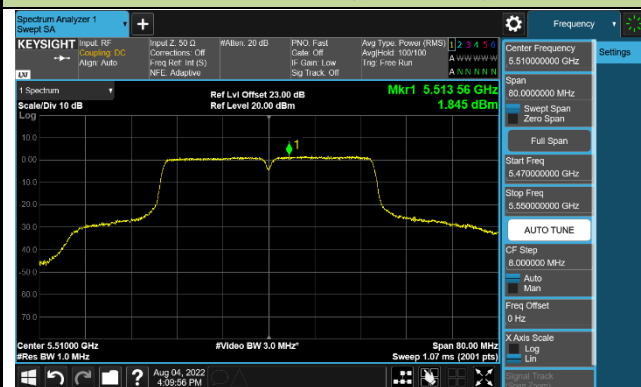 Spectrum Analyzer 1
Swept SA
Frequency
KEYSIGHT
Input: RF
Coupling: DC
Align: Auto
Input Z: 50 Ω
Corrections: Off
Freq Ref: Int (S)
NFE: Adaptive
#Atten: 20 dB
PNO: Fast
Gate: Off
IF Gain: Low
Sig Track: Off
Avg Type: Power (RMS)
Avg|Hold: 100/100
Trig: Free Run
1 2 3 4 5 6
A W W W W W
A N N N N N
LXI
1 Spectrum
Scale/Div 10 dB
Log
Ref Lvl Offset 23.00 dB
Ref Level 20.00 dBm
Mkr1 5.513 56 GHz
1.845 dBm
1
10.0
0.00
10.0
20.0
30.0
40.0
-50.0
60.0
70.0
Center 5.51000 GHz
#Res BW 1.0 MHz
#Video BW 3.0 MHz*
Span 80.00 MHz
Sweep 1.07 ms (2001 pts)
Aug 04, 2022
4:09:56 PM
?
Center Frequency
5.510000000 GHz
Span
80.0000000 MHz
Swept Span
Zero Span
Full Span
Start Freq
5.470000000 GHz
Stop Freq
5.550000000 GHz
AUTO TUNE
CF Step
8.000000 MHz
Auto
Man
Freq Offset
0 Hz
X Axis Scale
Log
Lin
Signal Track
(Span Zoom)
Settings